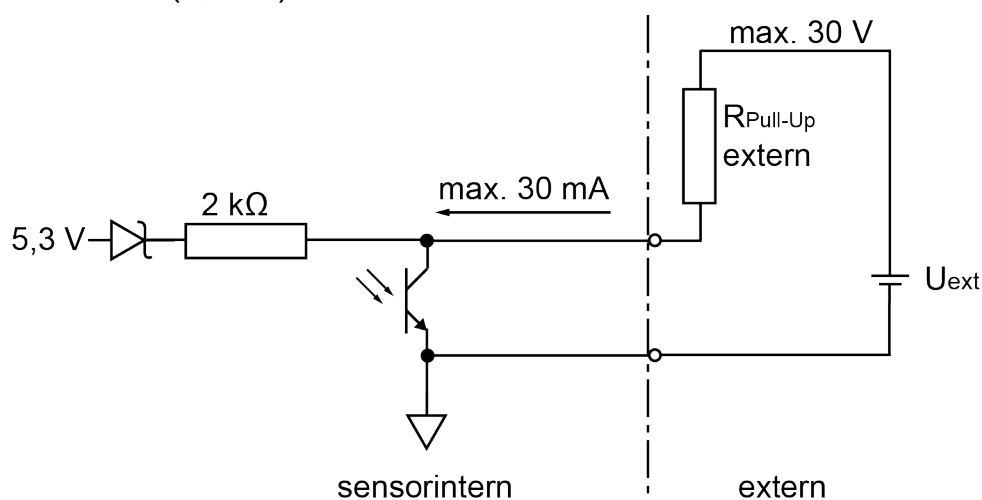 max. 30 V
RPull-Up
extern
max. 30 mA
2 kΩ
5,3 V
Uext
sensorintern
extern